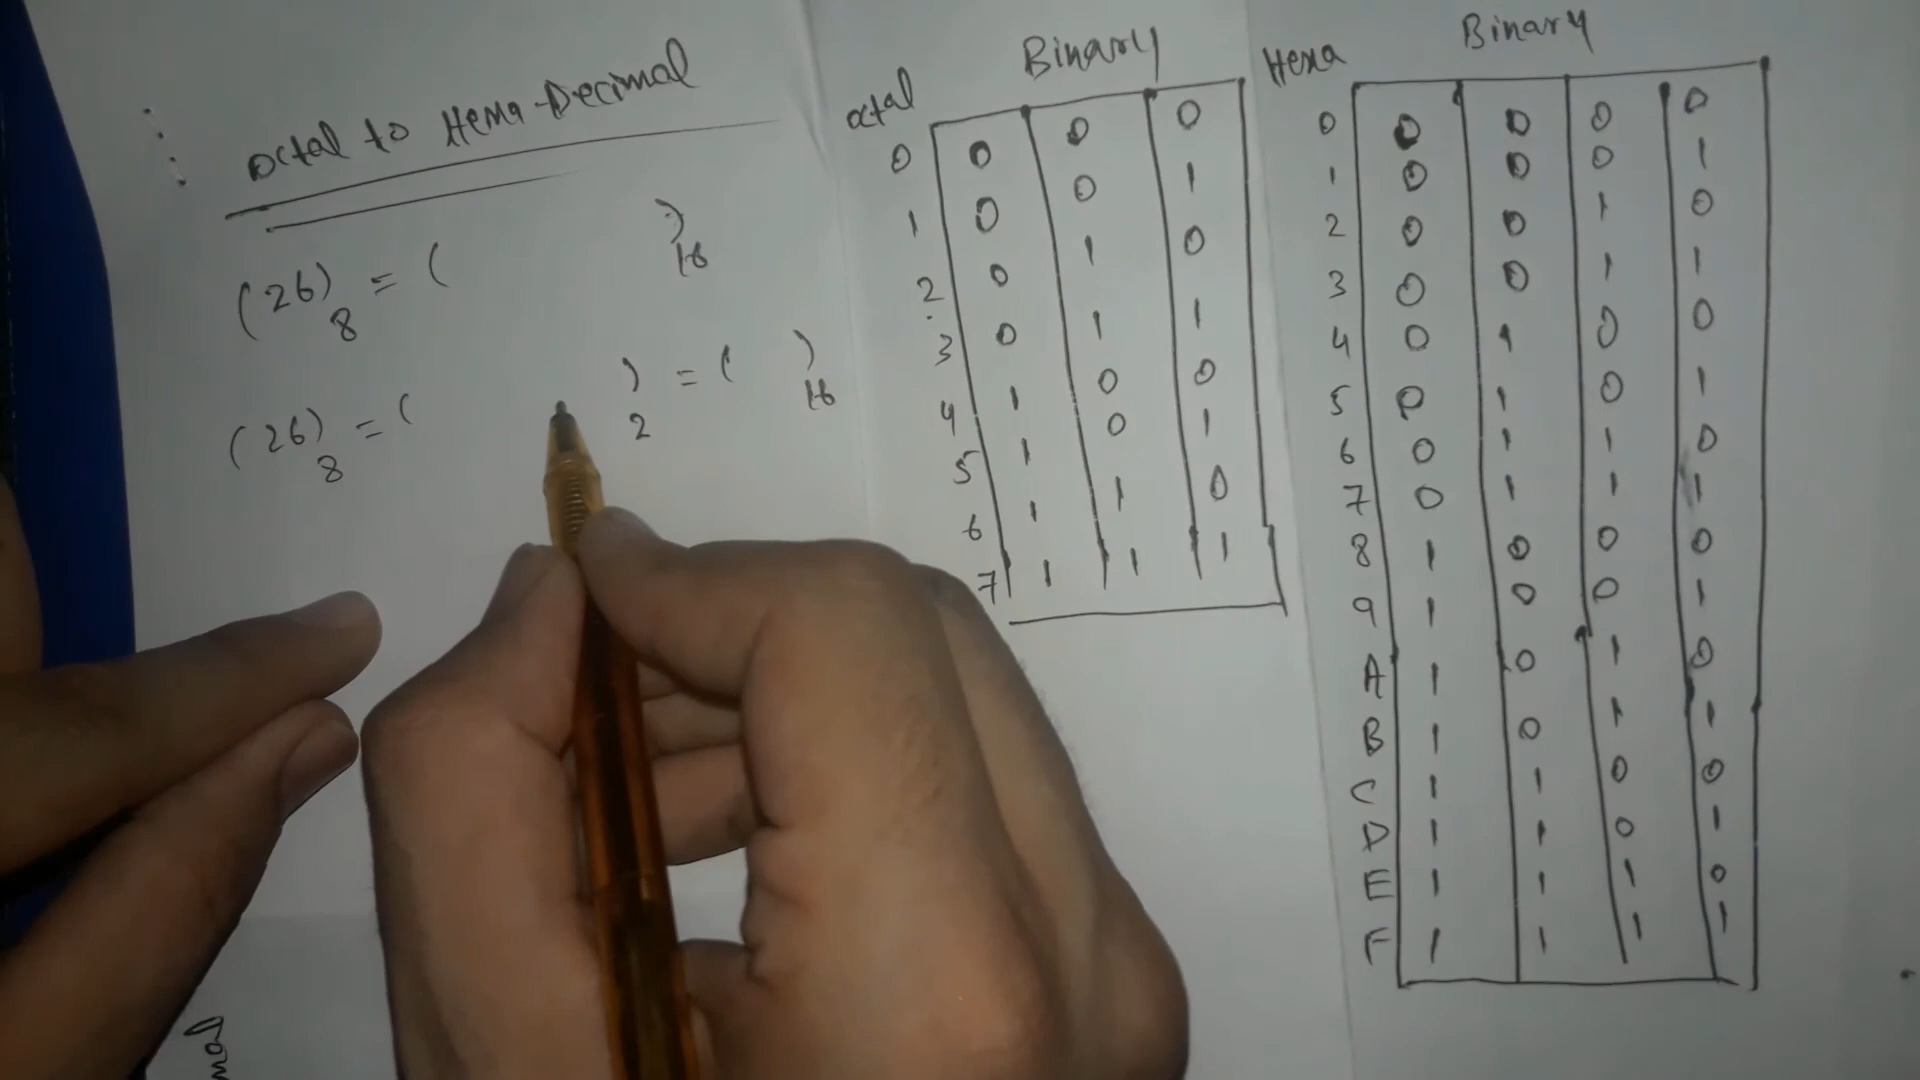 Octal to Hexa-Decimal
(26)8 = ( )16
(26)8 = ( )2 = ( )16
Octal Binary
0 0 0 0
1 0 0 1
2 0 1 0
3 0 1 1
4 1 0 0
5 1 0 1
6 1 1 0
7 1 1 1
Hexa Binary
0 0 0 0 0
1 0 0 0 1
2 0 0 1 0
3 0 0 1 1
4 0 1 0 0
5 0 1 0 1
6 0 1 1 0
7 0 1 1 1
8 1 0 0 0
9 1 0 0 1
A 1 0 1 0
B 1 0 1 1
C 1 1 0 0
D 1 1 0 1
E 1 1 1 0
F 1 1 1 1